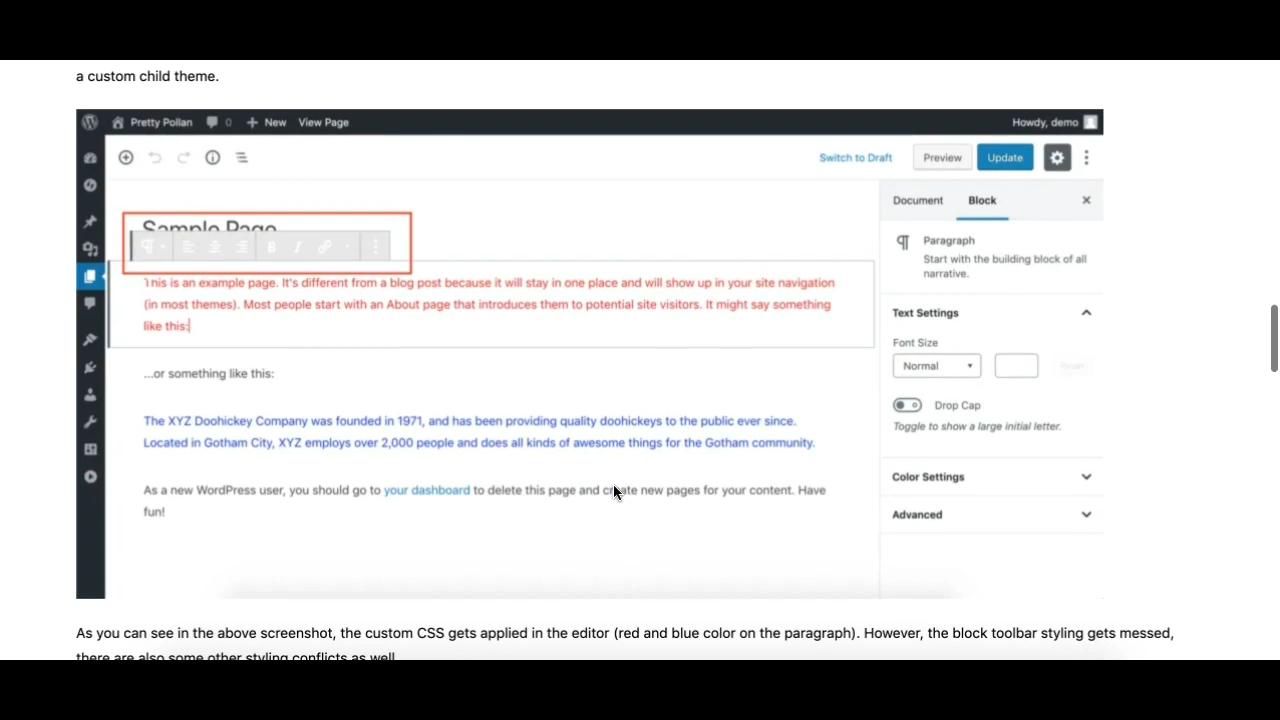 a custom child theme.
Pretty Pollan 0 New View Page Howdy, demo
Switch to Draft Preview Update
Document Block
Sample Page
B I
Paragraph
Start with the building block of all
narrative.
This is an example page. It's different from a blog post because it will stay in one place and will show up in your site navigation
(in most themes). Most people start with an About page that introduces them to potential site visitors. It might say something
like this:
Text Settings
Font Size
Normal Reset
Drop Cap
Toggle to show a large initial letter.
...or something like this:
The XYZ Doohickey Company was founded in 1971, and has been providing quality doohickeys to the public ever since.
Located in Gotham City, XYZ employs over 2,000 people and does all kinds of awesome things for the Gotham community.
Color Settings
As a new WordPress user, you should go to your dashboard to delete this page and create new pages for your content. Have
fun!
Advanced
As you can see in the above screenshot, the custom CSS gets applied in the editor (red and blue color on the paragraph). However, the block toolbar styling gets messed,
there are also some other styling conflicts as well.